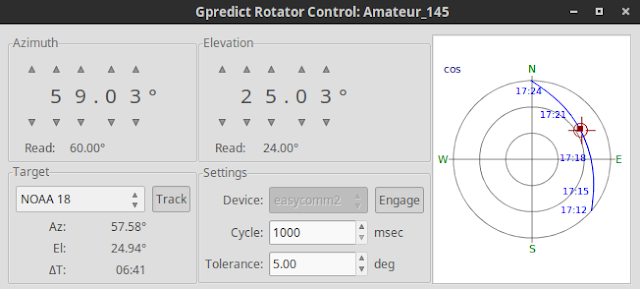 Gpredict Rotator Control: Amateur_145
Azimuth
59.03°
Read: 60.00°
Elevation
25.03°
Read: 24.00°
Target
NOAA 18
Track
Az: 57.58°
El: 24.94°
ΔT: 06:41
Settings
Device: easycomm2 Engage
Cycle: 1000 msec
Tolerance: 5.00 deg
cos
N
17:24
17:21
W
17:18
E
17:15
17:12
S